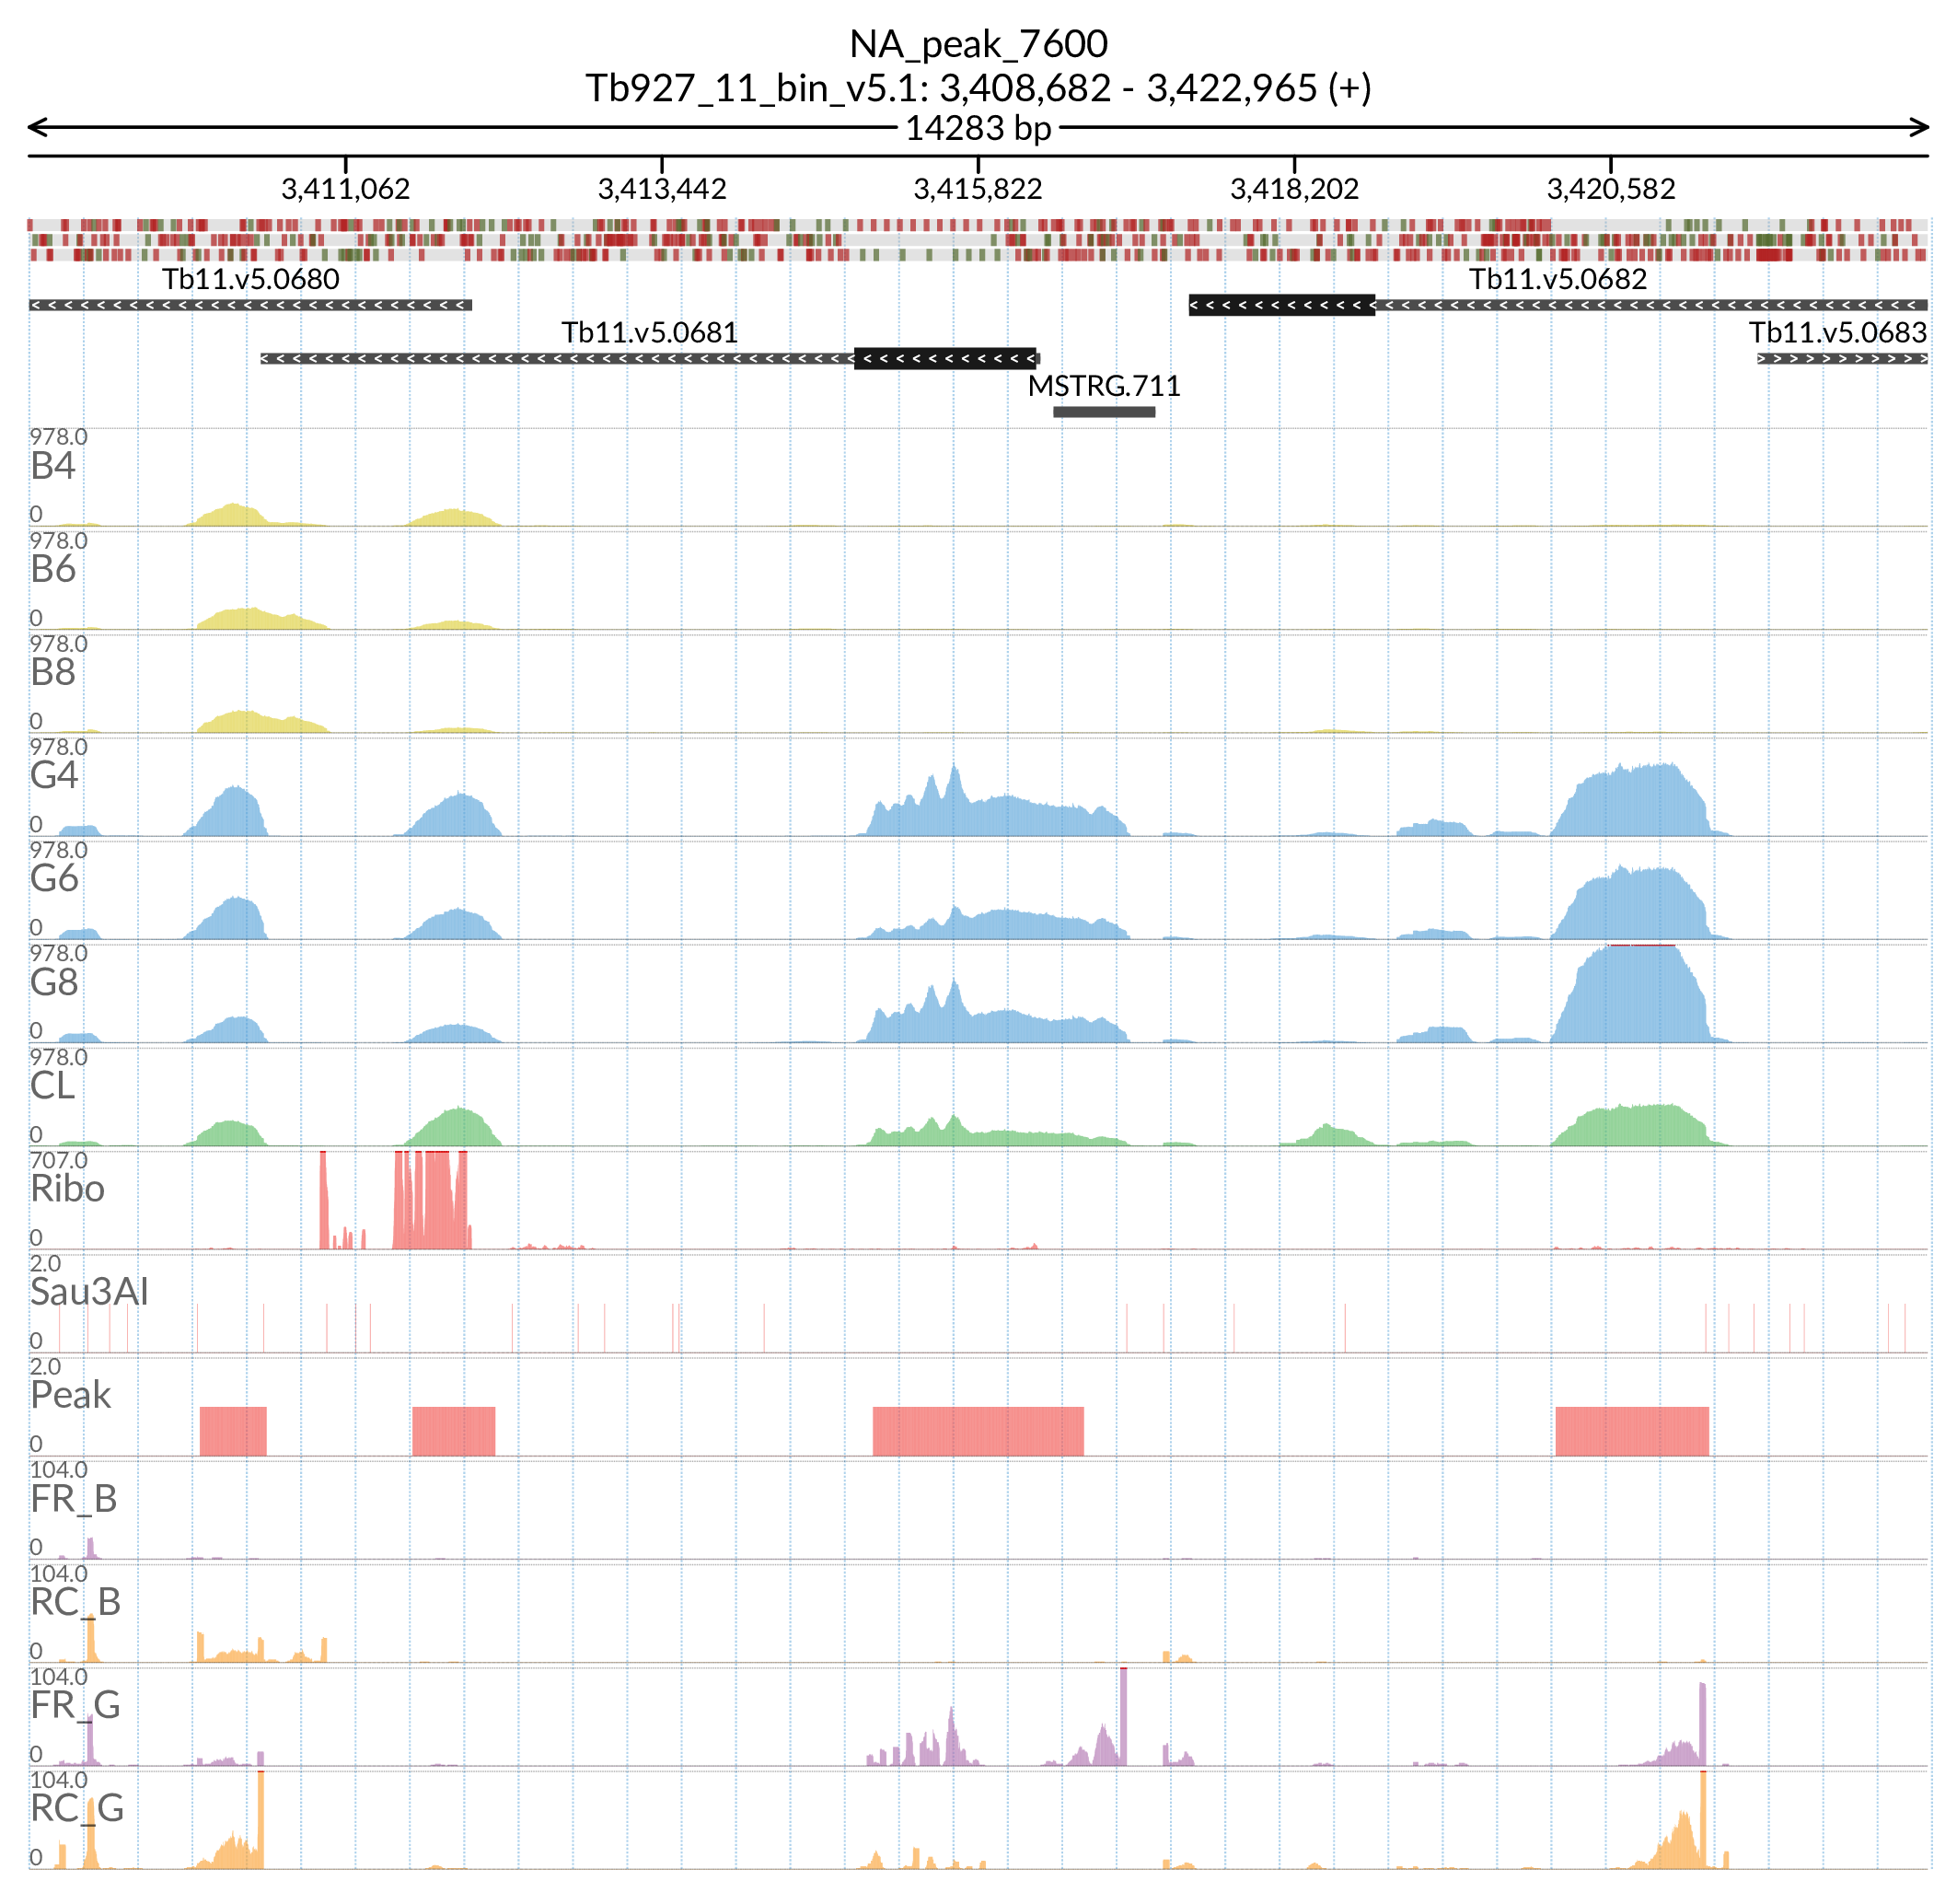 NA_peak_7600
Tb927_11_bin_v5.1: 3,408,682 - 3,422,965 (+)
14283 bp
3,411,062 3,413,442 3,415,822 3,418,202 3,420,582
Tb11.v5.0680 Tb11.v5.0682
Tb11.v5.0681 Tb11.v5.0683
MSTRG.711
978.0
B4
0
978.0
B6
0
978.0
B8
0
978.0
G4
0
978.0
G6
0
978.0
G8
0
978.0
CL
0
707.0
Ribo
0
2.0
Sau3AI
0
2.0
Peak
0
104.0
FR_B
0
104.0
RC_B
0
104.0
FR_G
0
104.0
RC_G
0